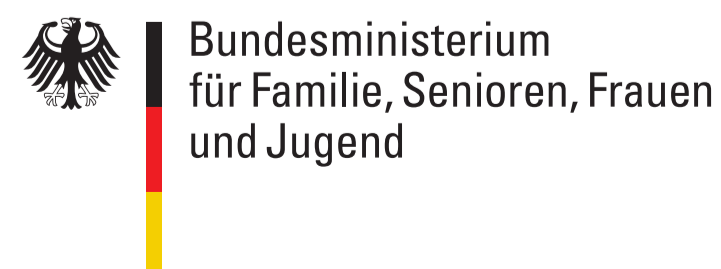 Bundesministerium
für Familie, Senioren, Frauen
und Jugend